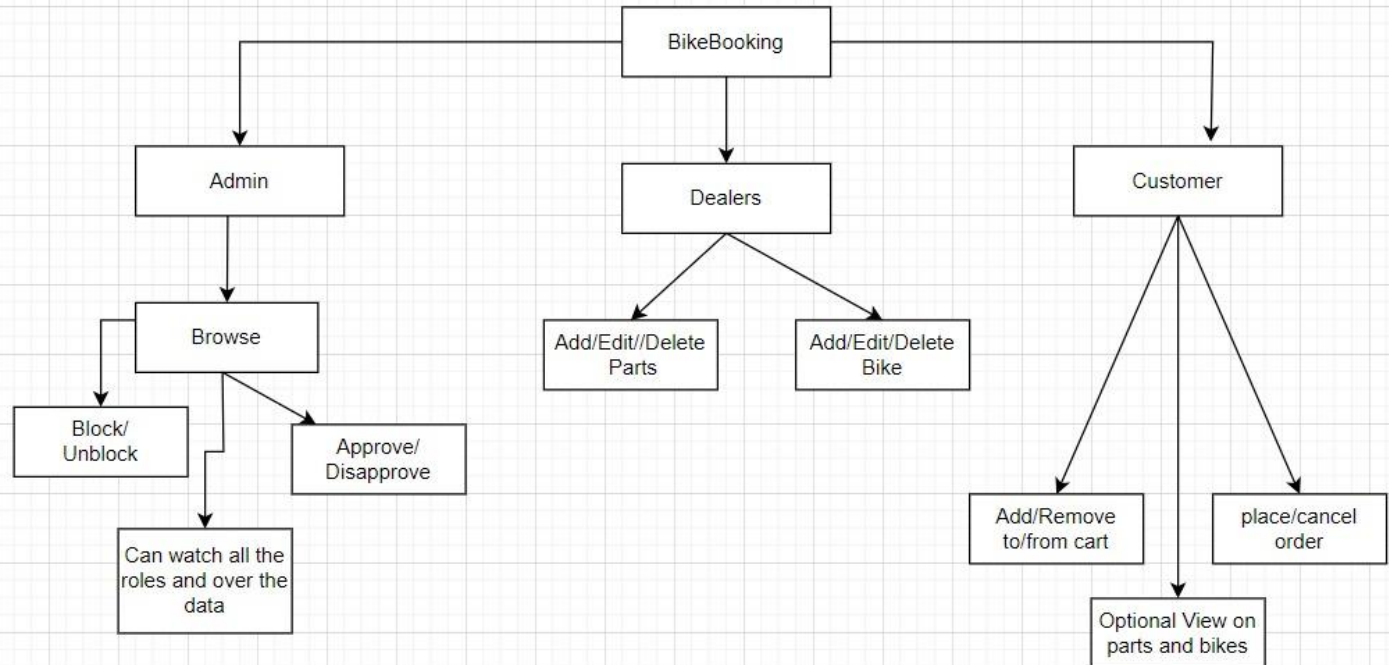 BikeBooking
Admin
Dealers
Customer
Browse
Add/Edit//Delete
Parts
Add/Edit/Delete
Bike
Block/
Unblock
Approve/
Disapprove
Can watch all the
roles and over the
data
Add/Remove
to/from cart
place/cancel
order
Optional View on
parts and bikes